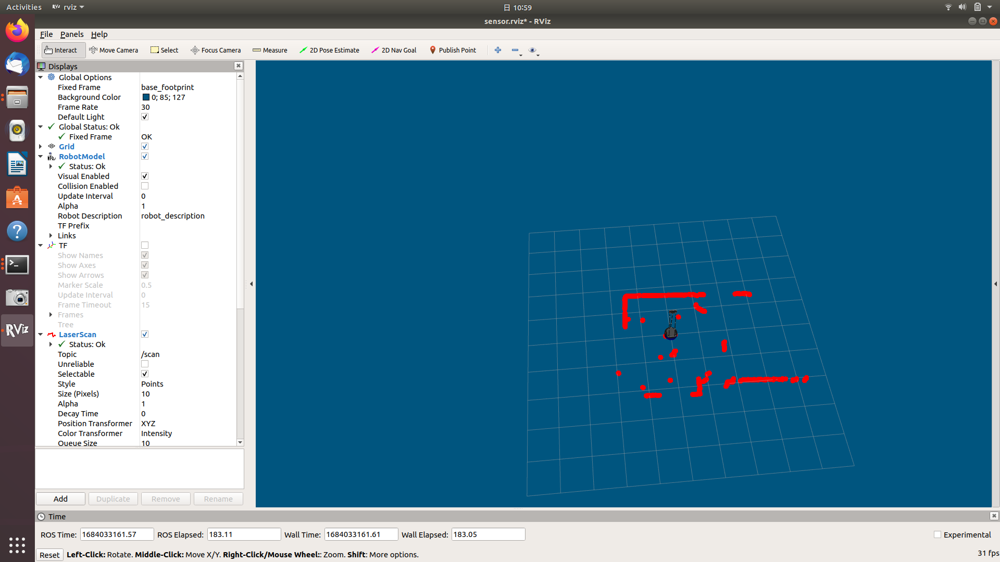 Activities RViz rviz 日 10:59
sensor.rviz* - RViz
File Panels Help
Interact Move Camera Select Focus Camera Measure 2D Pose Estimate 2D Nav Goal Publish Point
Displays
Global Options
Fixed Frame base_footprint
Background Color 0; 85; 127
Frame Rate 30
Default Light
Global Status: Ok
Fixed Frame OK
Grid
RobotModel
Status: Ok
Visual Enabled
Collision Enabled
Update Interval 0
Alpha 1
Robot Description robot_description
TF Prefix
Links
TF
Show Names
Show Axes
Show Arrows
Marker Scale 0.5
Update Interval 0
Frame Timeout 15
Frames
Tree
RViz
LaserScan
Status: Ok
Topic /scan
Unreliable
Selectable
Style Points
Size (Pixels) 10
Alpha 1
Decay Time 0
Position Transformer XYZ
Color Transformer Intensity
Queue Size 10
Add Duplicate Remove Rename
Time
ROS Time: 1684033161.57 ROS Elapsed: 183.11 Wall Time: 1684033161.61 Wall Elapsed: 183.05 Experimental
Reset Left-Click: Rotate. Middle-Click: Move X/Y. Right-Click/Mouse Wheel:: Zoom. Shift: More options. 31 fps